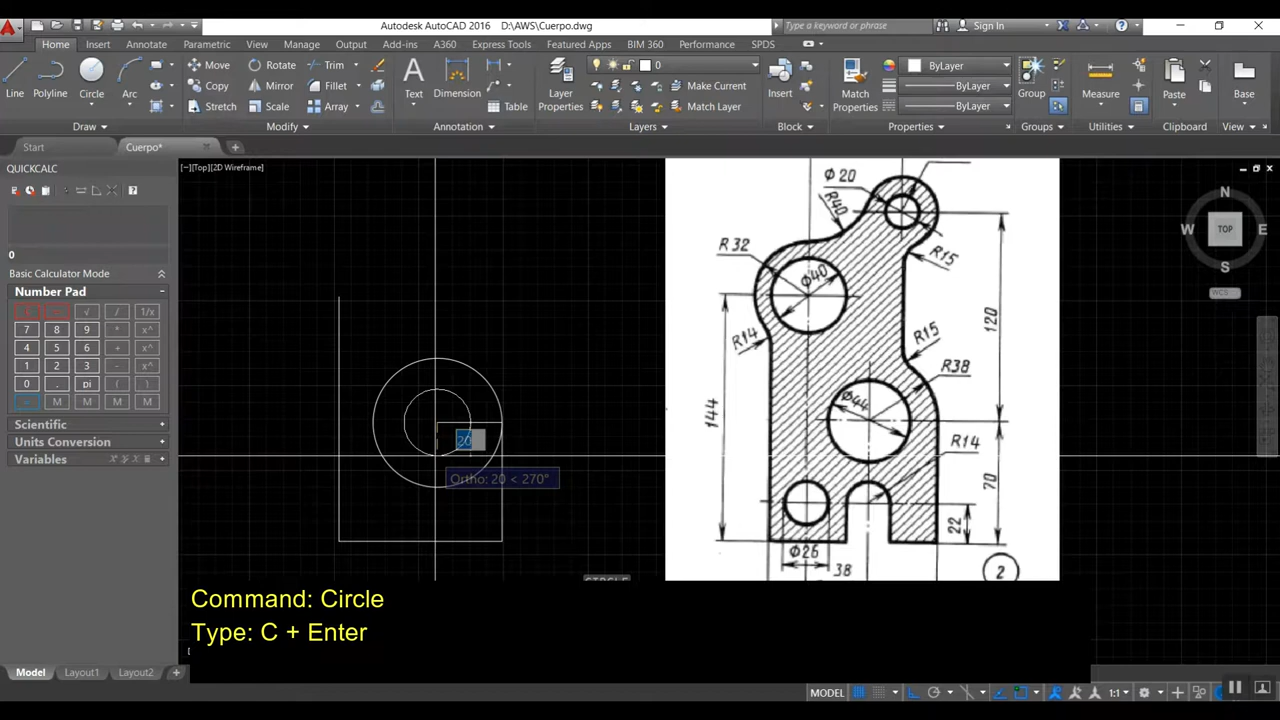 Autodesk AutoCAD 2016 D:\AWS\Cuerpo.dwg
Type a keyword or phrase
Sign In
Home Insert Annotate Parametric View Manage Output Add-ins A360 Express Tools Featured Apps BIM 360 Performance SPDS
Line Polyline Circle Arc
Move Rotate Trim
Copy Mirror Fillet
Stretch Scale Array
Text Dimension Table
Layer Properties
0
Make Current
Match Layer
Insert
Match Properties
ByLayer
ByLayer
ByLayer
Group
Measure
Paste
Base
Draw Modify Annotation Layers Block Properties Groups Utilities Clipboard View
Start Cuerpo*
QUICKCALC
0
Basic Calculator Mode
Number Pad
√ / 1/x
7 8 9 * x^
4 5 6 + x^
1 2 3 - x^
0 . pi ( )
= M M M M
Scientific
Units Conversion
Variables
[−][Top][2D Wireframe]
20
Ortho: 20 < 270°
CIRCLE
Ø 20
R40
R 32
Ø40
R15
R14
120
R15
R38
144
Ø44
R14
70
22
Ø26
38
2
N
W TOP E
S
WCS
Command: Circle
Type: C + Enter
Model Layout1 Layout2 +
MODEL
1:1